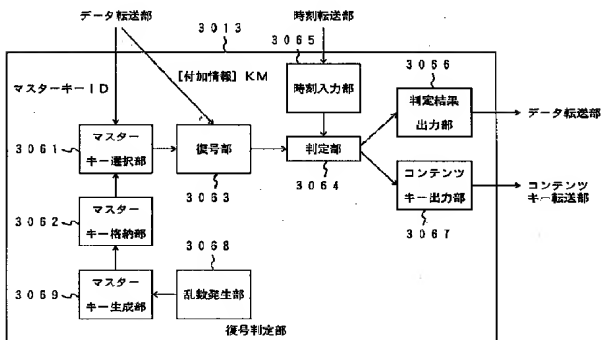 データ転送部
時刻転送部
3013
3065
3066
マスターキーID
[付加情報] KM
時刻入力部
判定結果
出力部
データ転送部
3061
マスター
キー選択部
復号部
判定部
3063
3064
コンテンツ
キー出力部
コンテンツ
キー転送部
3062
マスター
キー格納部
3067
3068
3069
マスター
キー生成部
乱数発生部
復号判定部